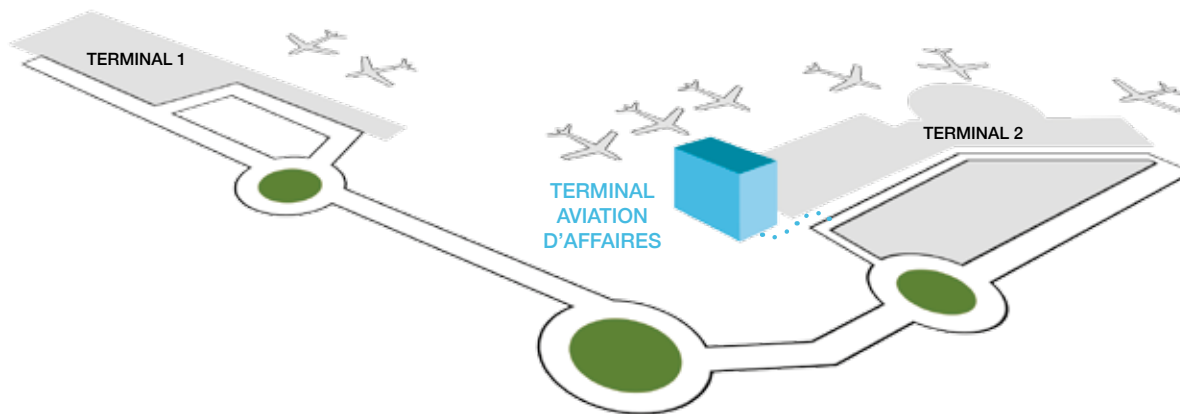 TERMINAL 1
TERMINAL 2
TERMINAL
AVIATION
D'AFFAIRES